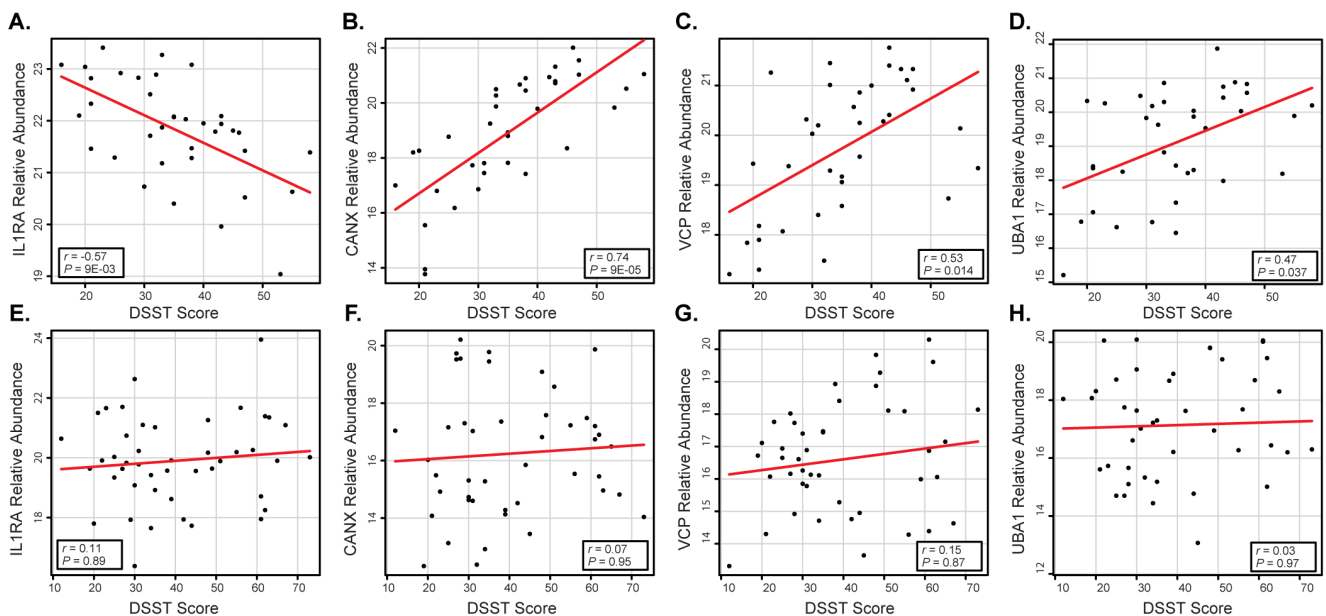 A.
IL1RA Relative Abundance
23
22
21
20
19
r = -0.57
P = 9E-03
20 30 40 50
DSST Score
B.
CANX Relative Abundance
22
20
18
16
14
r = 0.74
P = 9E-05
20 30 40 50
DSST Score
C.
VCP Relative Abundance
21
20
19
18
r = 0.53
P = 0.014
20 30 40 50
DSST Score
D.
UBA1 Relative Abundance
22
21
20
19
18
17
16
15
r = 0.47
P = 0.037
20 30 40 50
DSST Score
E.
IL1RA Relative Abundance
24
22
20
18
r = 0.11
P = 0.89
10 20 30 40 50 60 70
DSST Score
F.
CANX Relative Abundance
20
18
16
14
r = 0.07
P = 0.95
10 20 30 40 50 60 70
DSST Score
G.
VCP Relative Abundance
20
19
18
17
16
15
14
r = 0.15
P = 0.87
10 20 30 40 50 60 70
DSST Score
H.
UBA1 Relative Abundance
20
18
16
14
12
r = 0.03
P = 0.97
10 20 30 40 50 60 70
DSST Score